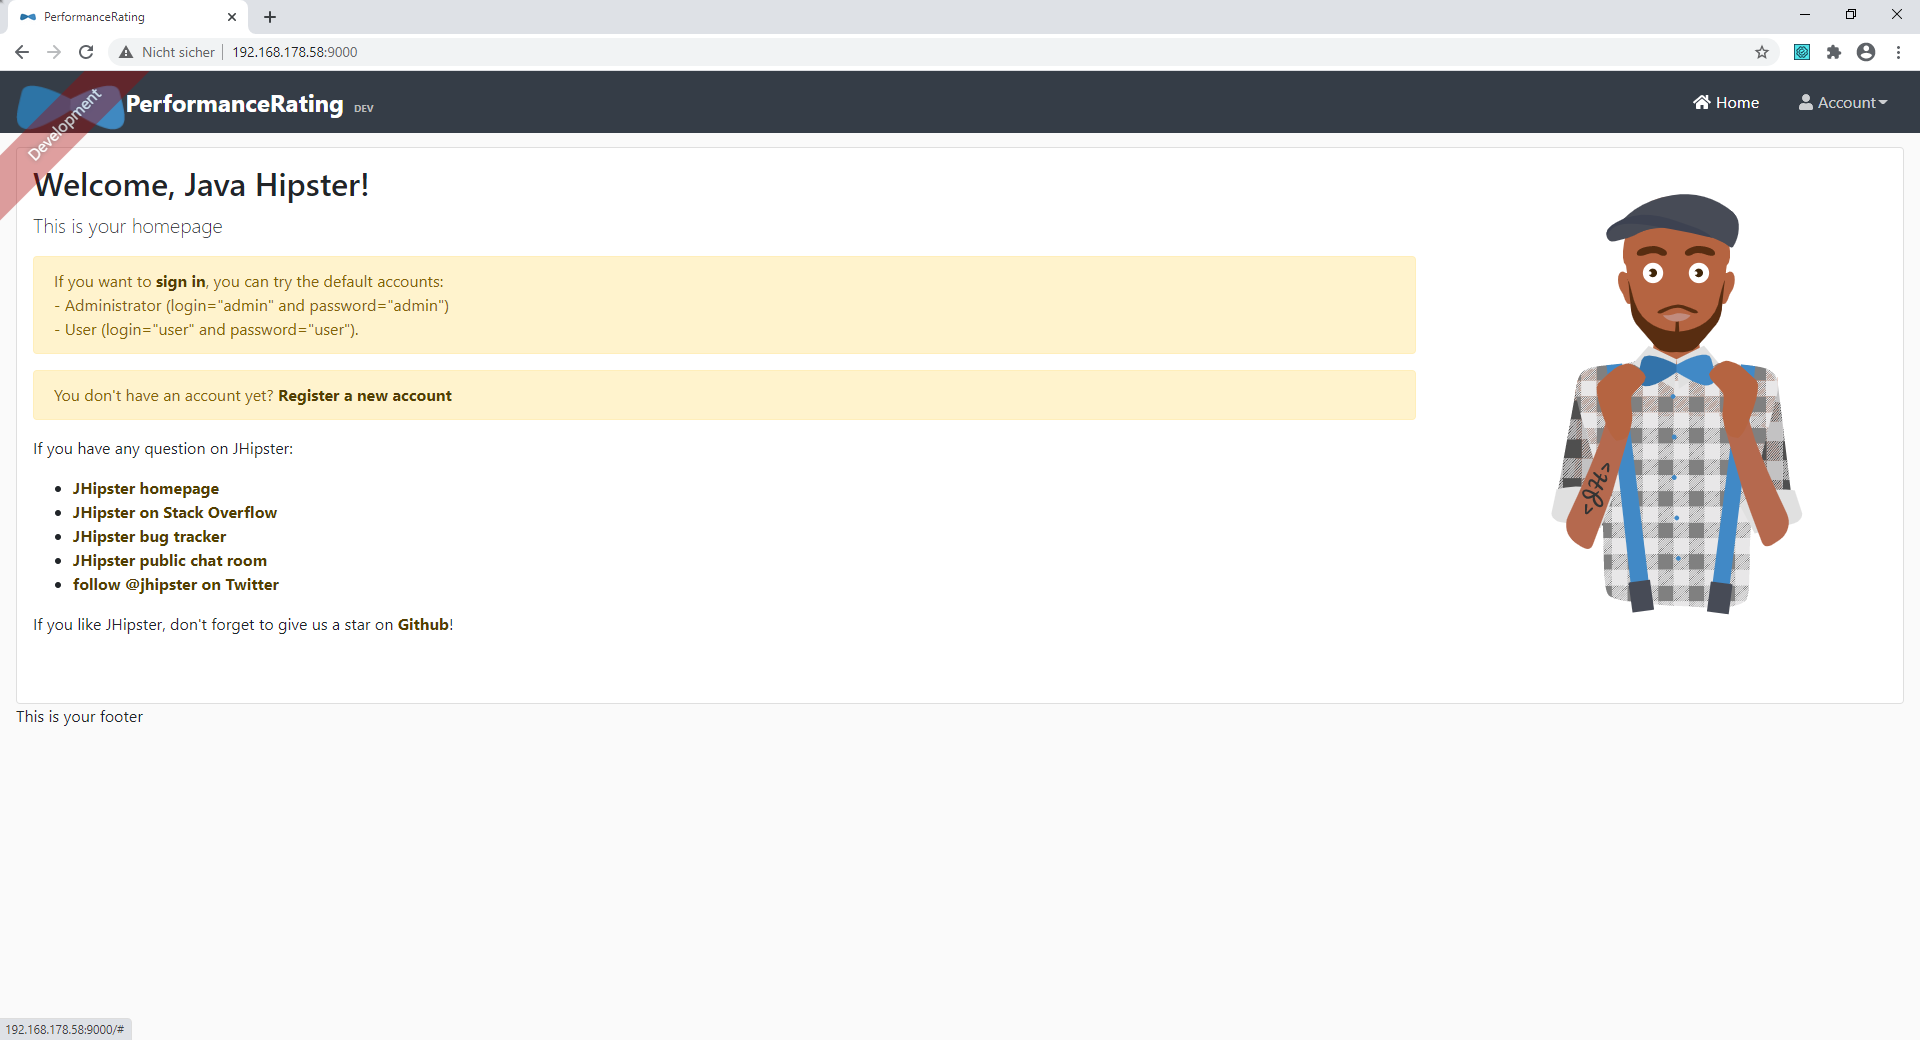 PerformanceRating
Nicht sicher 192.168.178.58:9000
Development
PerformanceRating DEV
Home
Account
Welcome, Java Hipster!
This is your homepage
If you want to sign in, you can try the default accounts:
- Administrator (login="admin" and password="admin")
- User (login="user" and password="user").
You don't have an account yet? Register a new account
If you have any question on JHipster:
JHipster homepage
JHipster on Stack Overflow
JHipster bug tracker
JHipster public chat room
follow @jhipster on Twitter
If you like JHipster, don't forget to give us a star on Github!
This is your footer
192.168.178.58:9000/#